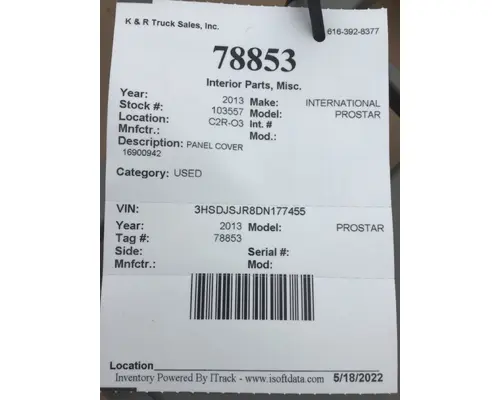 K & R Truck Sales, Inc. 616-392-8377
78853
Interior Parts, Misc.
Year: 2013 Make: INTERNATIONAL
Stock #: 103557 Model: PROSTAR
Location: C2R-O3 Int. #
Mnfctr.: Mod.:
Description: PANEL COVER
16900942
Category: USED
VIN: 3HSDJSJR8DN177455
Year: 2013 Model: PROSTAR
Tag #: 78853
Side: Serial #:
Mnfctr.: Mod:
Location
Inventory Powered By ITrack - www.isoftdata.com 5/18/2022